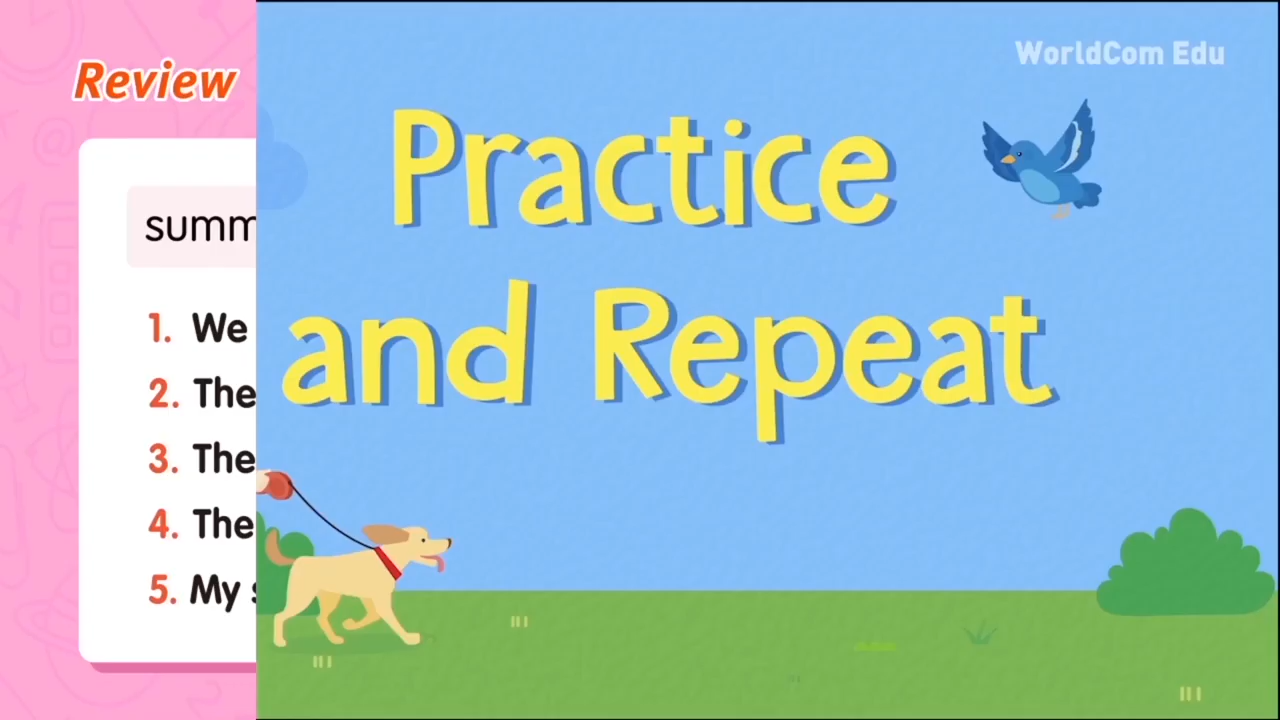 Review
summ
1. We
2. The
3. The
4. The
5. My
WorldCom Edu
Practice
and Repeat